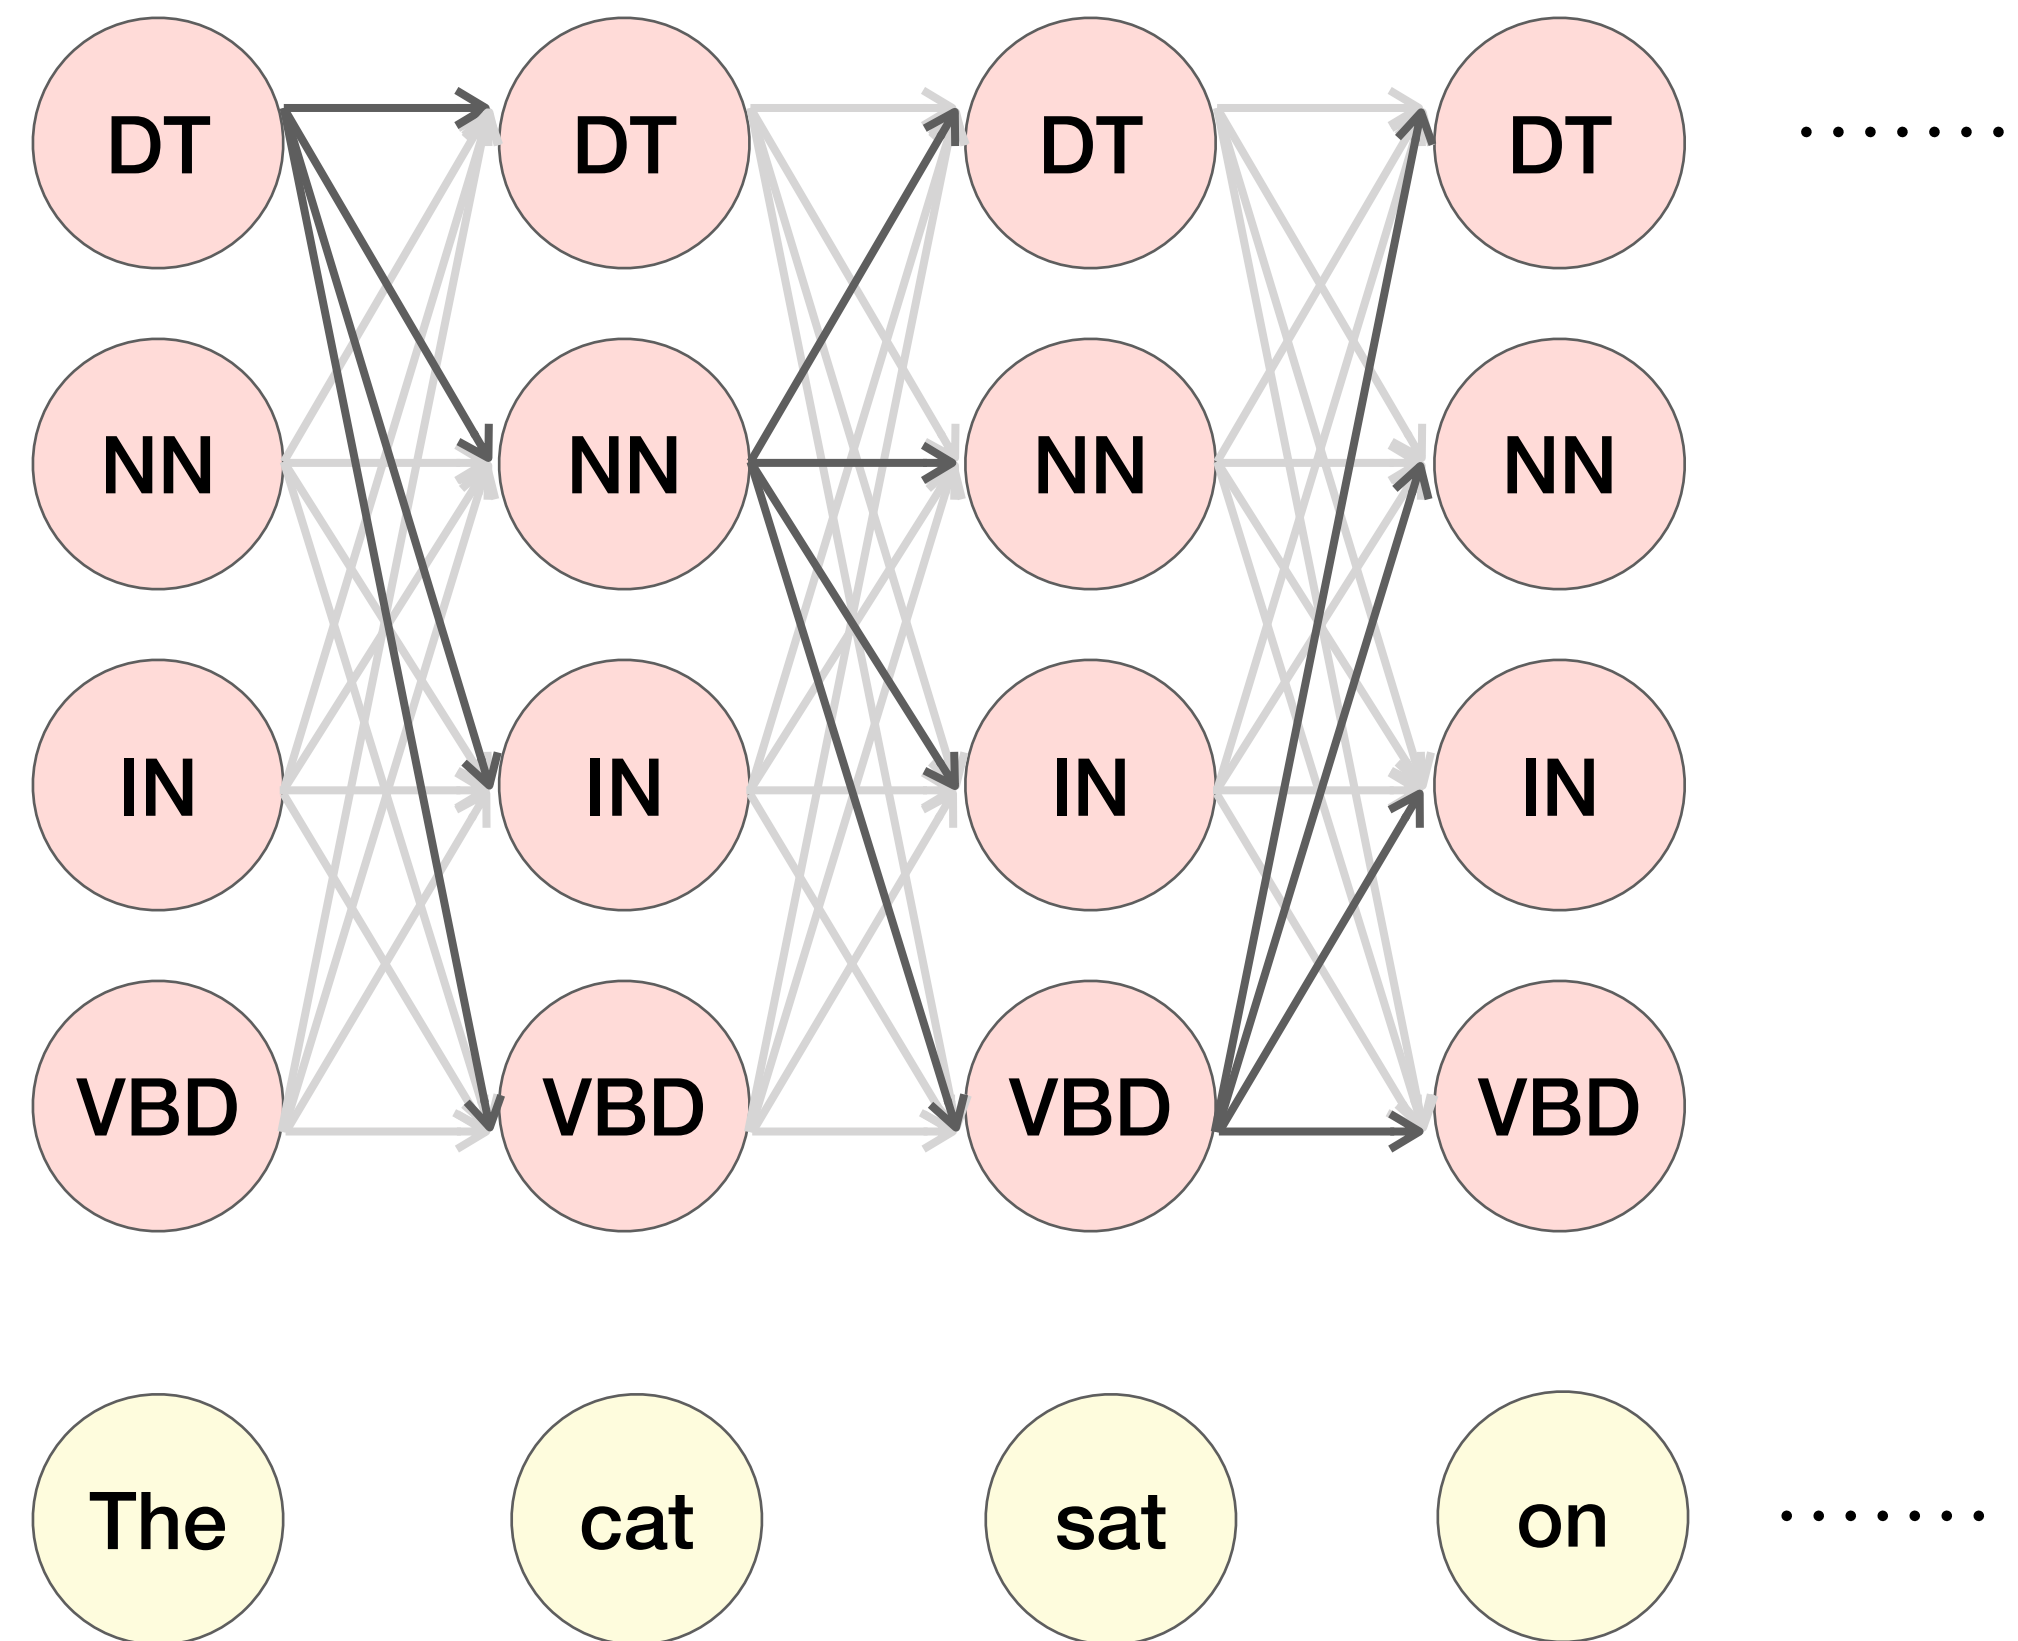 DT DT DT DT .......
NN NN NN NN
IN IN IN IN
VBD VBD VBD VBD
The cat sat on .......